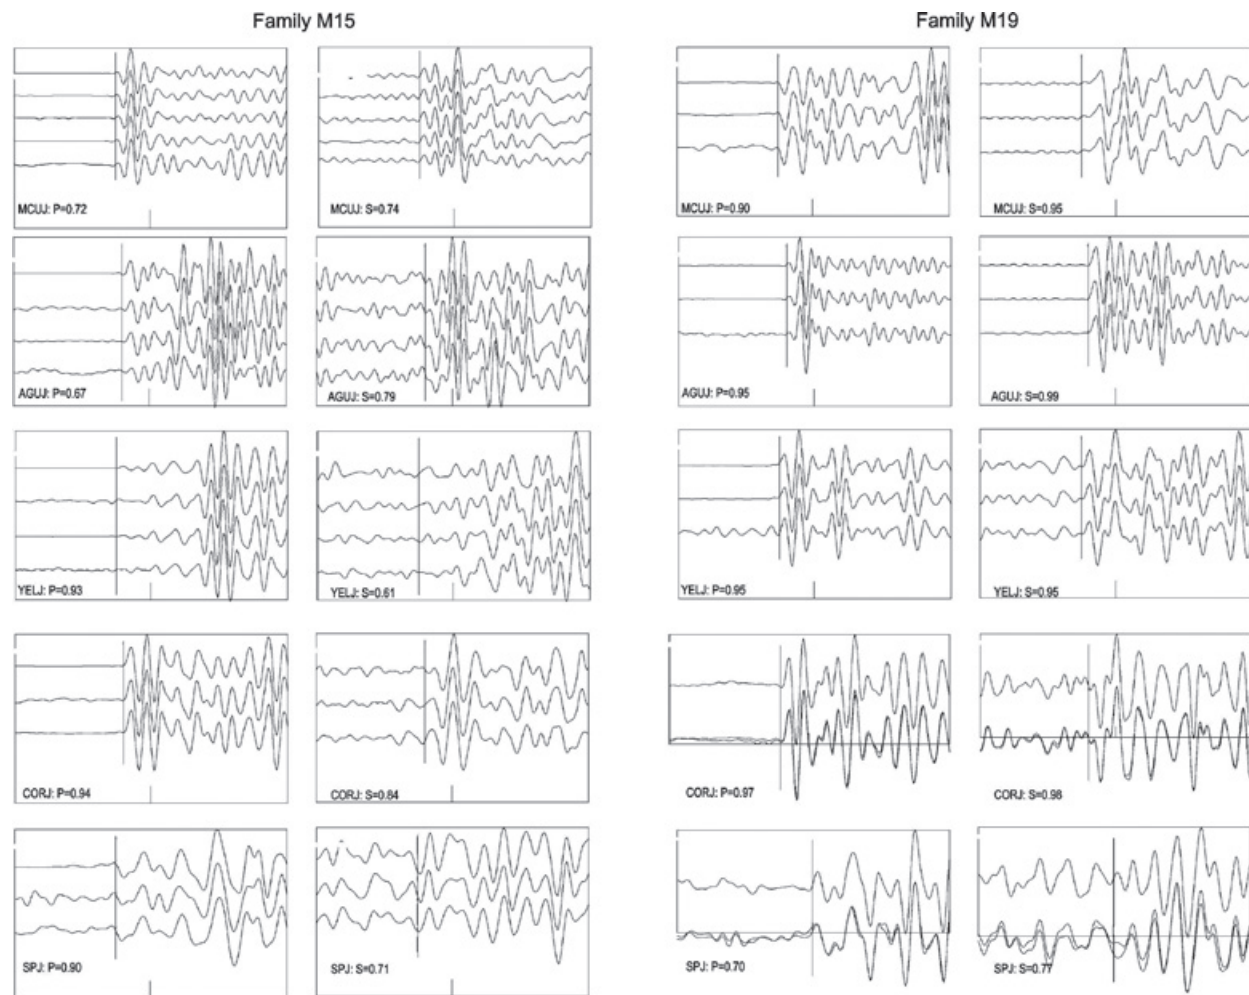 Family M15
Family M19
MCUJ: P=0.72
MCUJ: S=0.74
MCUJ: P=0.90
MCUJ: S=0.95
AGUJ: P=0.67
AGUJ: S=0.79
AGUJ: P=0.95
AGUJ: S=0.99
YELJ: P=0.93
YELJ: S=0.61
YELJ: P=0.95
YELJ: S=0.95
CORJ: P=0.94
CORJ: S=0.84
CORJ: P=0.97
CORJ: S=0.98
SPJ: P=0.90
SPJ: S=0.71
SPJ: P=0.70
SPJ: S=0.77